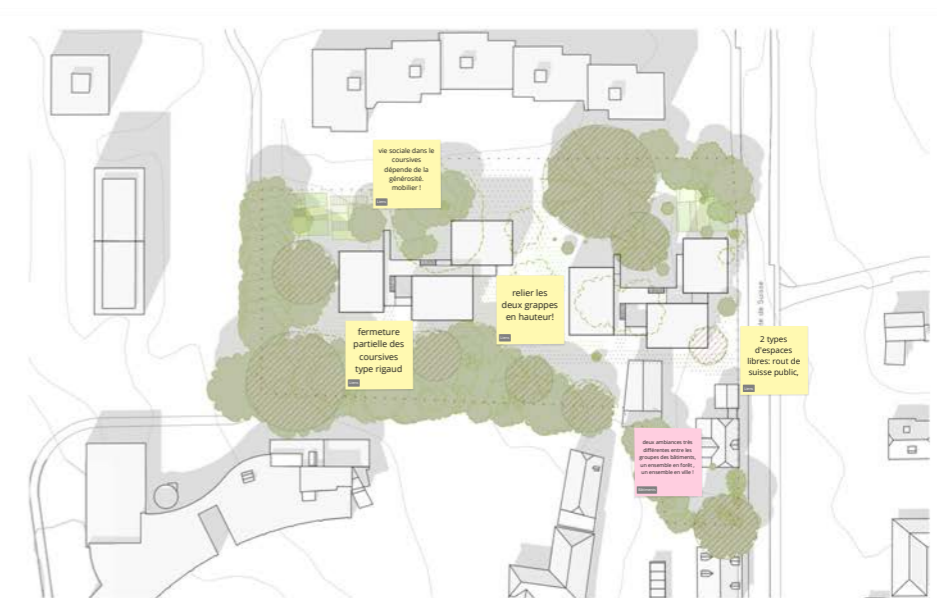 vie sociale dans le
coursives
dépende de la
générosité.
mobilier !
relier les
deux grappes
en hauteur!
fermeture
partielle des
coursives
type rigaud
2 types
d'espaces
libres: rout de
suisse public,
te de Suisse
deux ambiances très
différentes entre les
groupes des bâtiments,
un ensemble en forêt ,
un ensemble en ville !